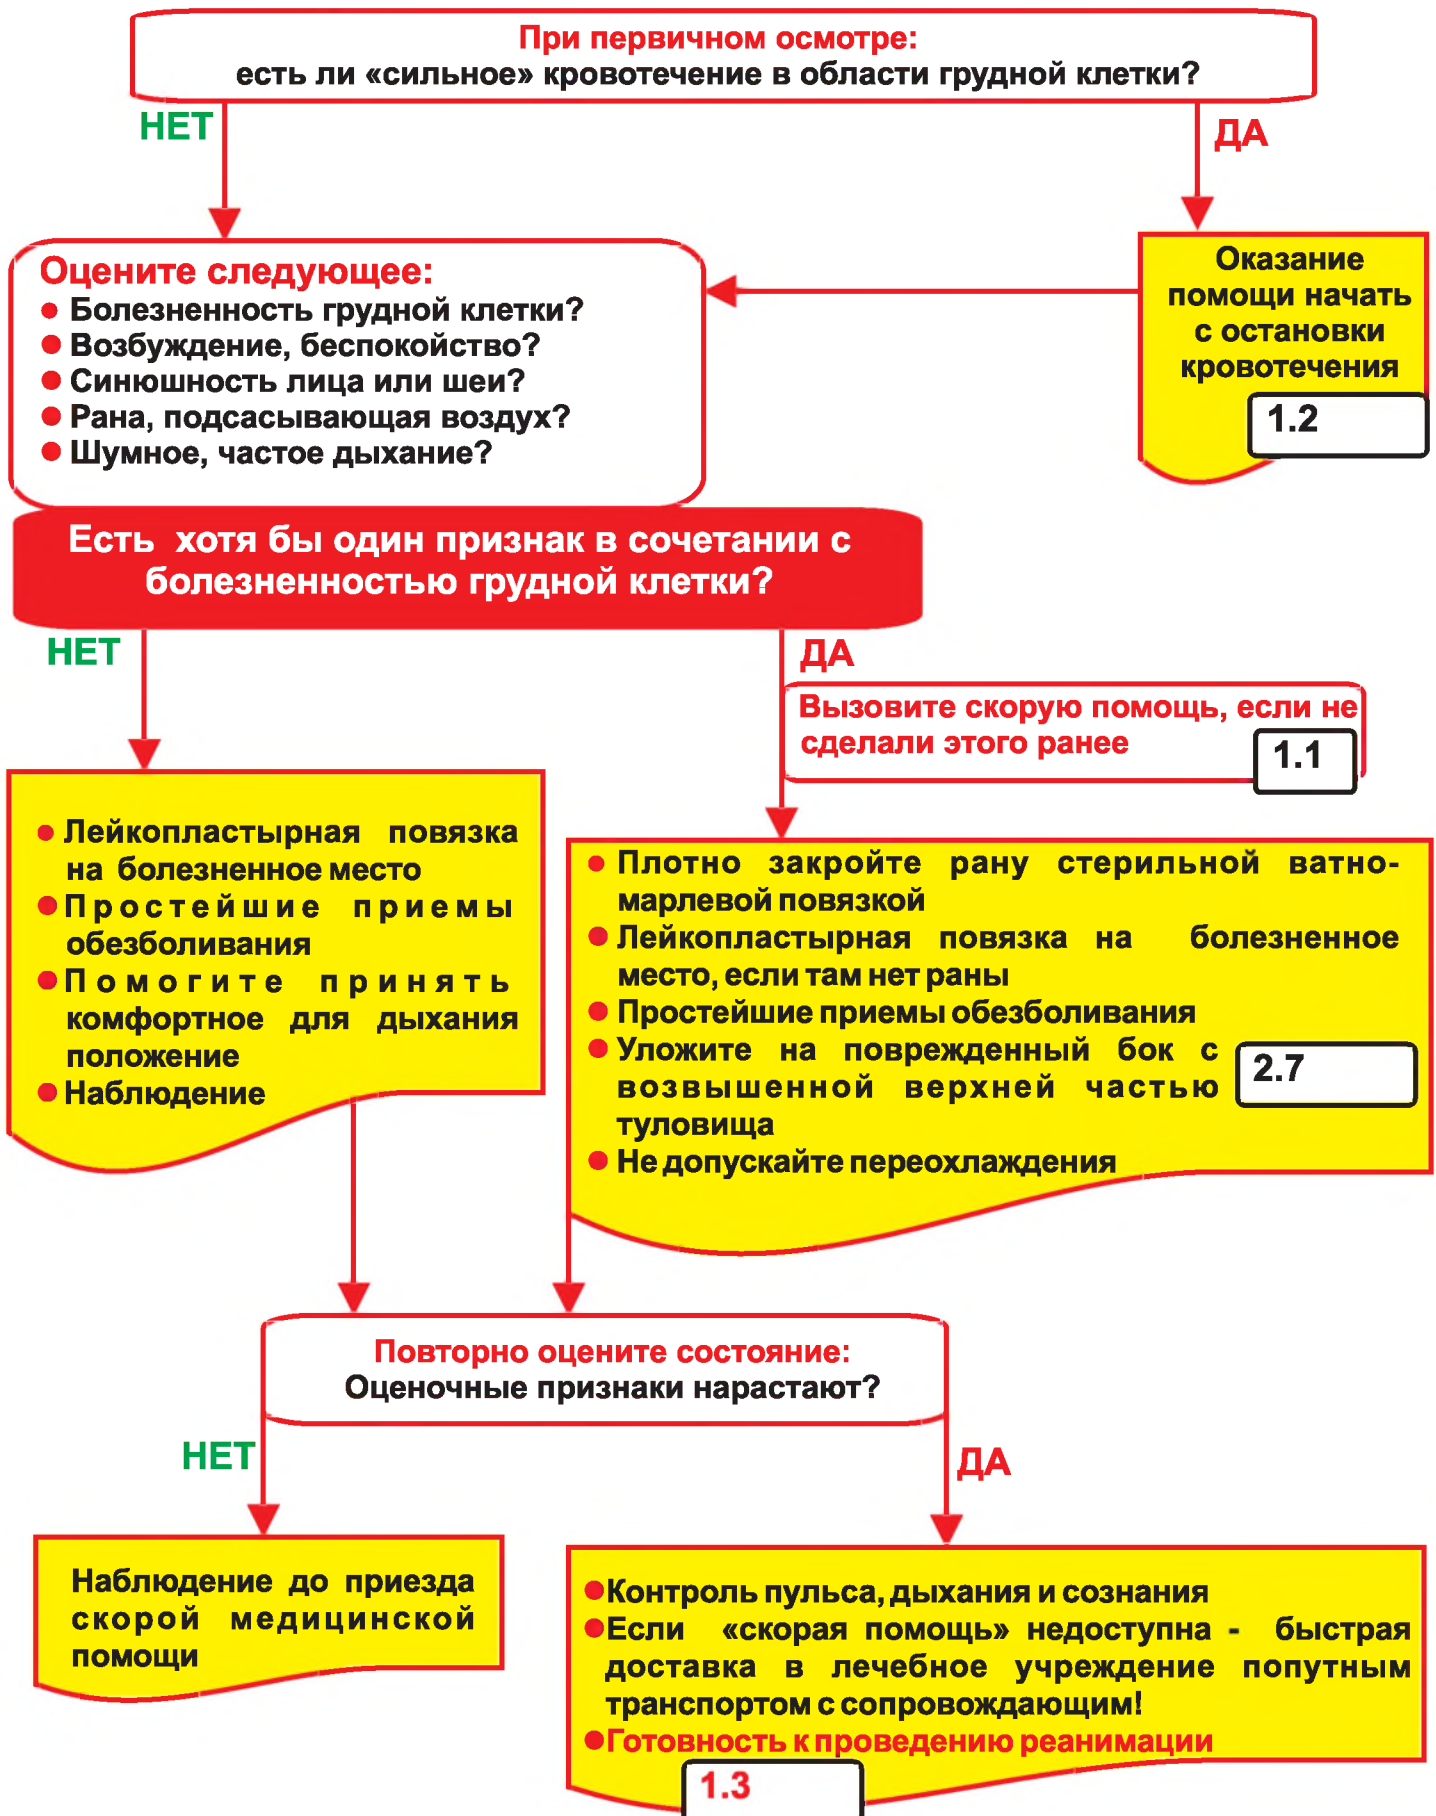 При первичном осмотре:
есть ли «сильное» кровотечение в области грудной клетки?
НЕТ
ДА
Оцените следующее:
Болезненность грудной клетки?
Возбуждение, беспокойство?
Синюшность лица или шеи?
Рана, подсасывающая воздух?
Шумное, частое дыхание?
Оказание
помощи начать
с остановки
кровотечения
1.2
Есть хотя бы один признак в сочетании с
болезненностью грудной клетки?
НЕТ
ДА
Вызовите скорую помощь, если не
сделали этого ранее
1.1
Лейкопластырная повязка
на болезненное место
Простейшие приемы
обезболивания
Помогите принять
комфортное для дыхания
положение
Наблюдение
Плотно закройте рану стерильной ватно-
марлевой повязкой
Лейкопластырная повязка на болезненное
место, если там нет раны
Простейшие приемы обезболивания
Уложите на поврежденный бок с
возвышенной верхней частью
туловища
2.7
Не допускайте переохлаждения
Повторно оцените состояние:
Оценочные признаки нарастают?
НЕТ
ДА
Наблюдение до приезда
скорой медицинской
помощи
Контроль пульса, дыхания и сознания
Если «скорая помощь» недоступна - быстрая
доставка в лечебное учреждение попутным
транспортом с сопровождающим!
Готовность к проведению реанимации
1.3